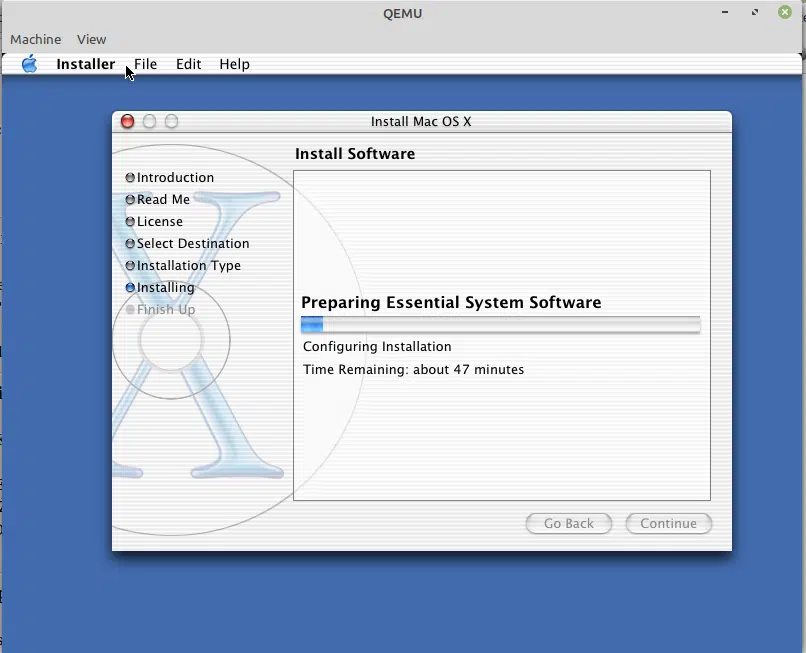 QEMU
Machine View
Installer File Edit Help
Install Mac OS X
Install Software
Introduction
Read Me
License
Select Destination
Installation Type
Installing
Finish Up
Preparing Essential System Software
Configuring Installation
Time Remaining: about 47 minutes
Go Back Continue